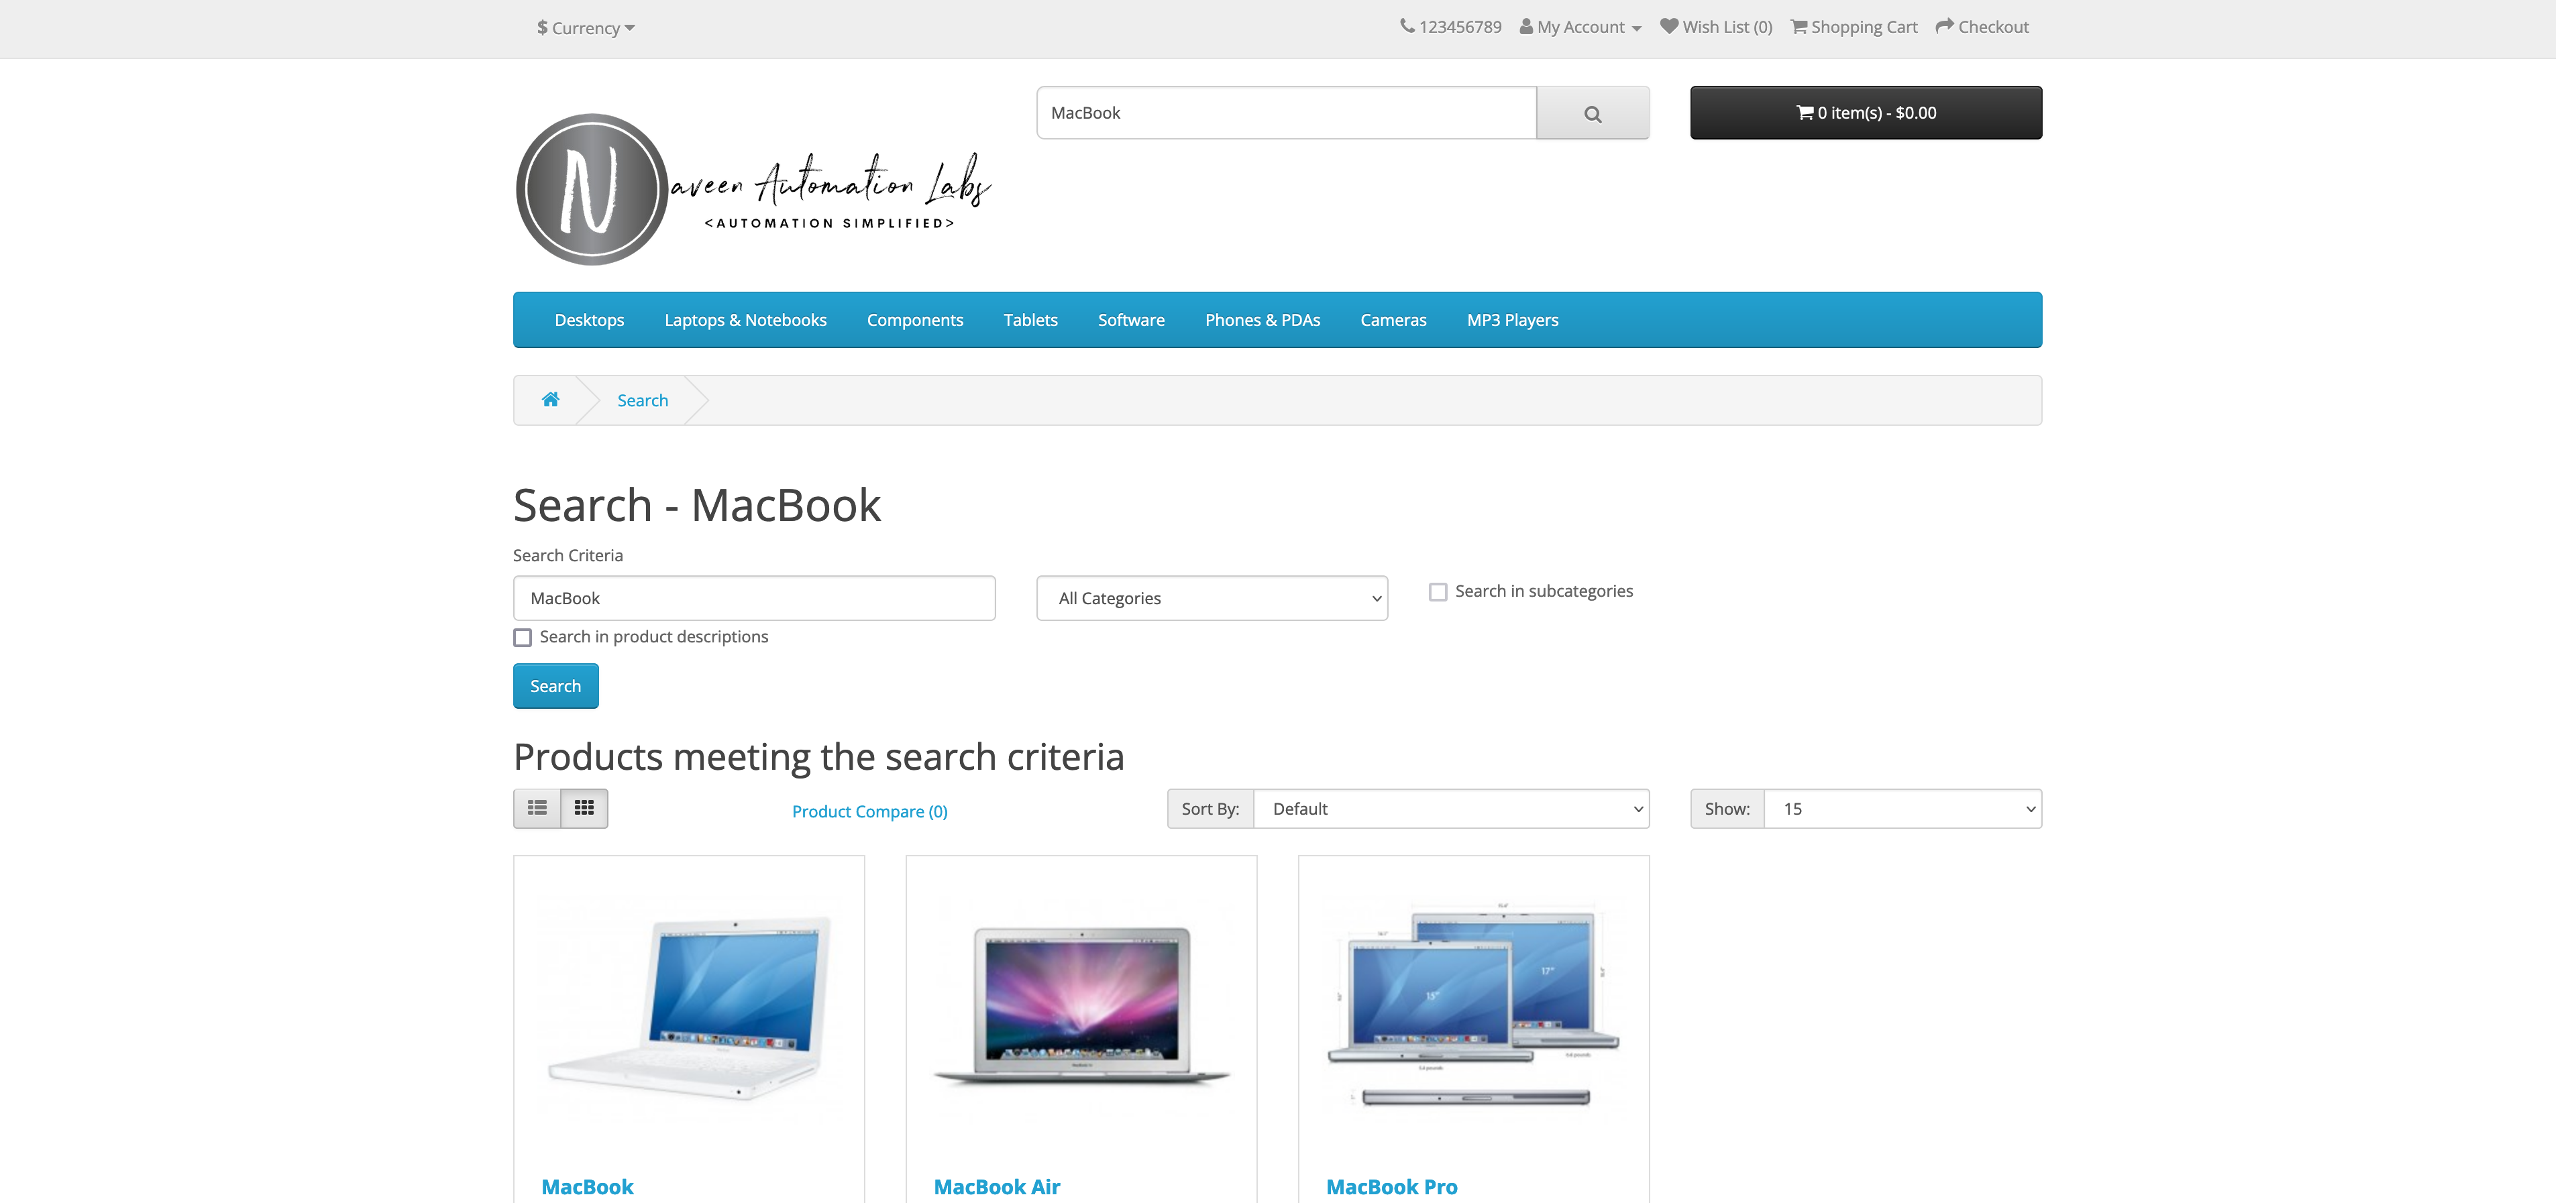 $ Currency
123456789 My Account Wish List (0) Shopping Cart Checkout
MacBook
0 item(s) - $0.00
N
aveen Automation Labs
<AUTOMATION SIMPLIFIED>
Desktops Laptops & Notebooks Components Tablets Software Phones & PDAs Cameras MP3 Players
Search
Search - MacBook
Search Criteria
MacBook
All Categories
Search in subcategories
Search in product descriptions
Search
Products meeting the search criteria
Product Compare (0)
Sort By: Default
Show: 15
17"
15"
MacBook
MacBook Air
MacBook Pro